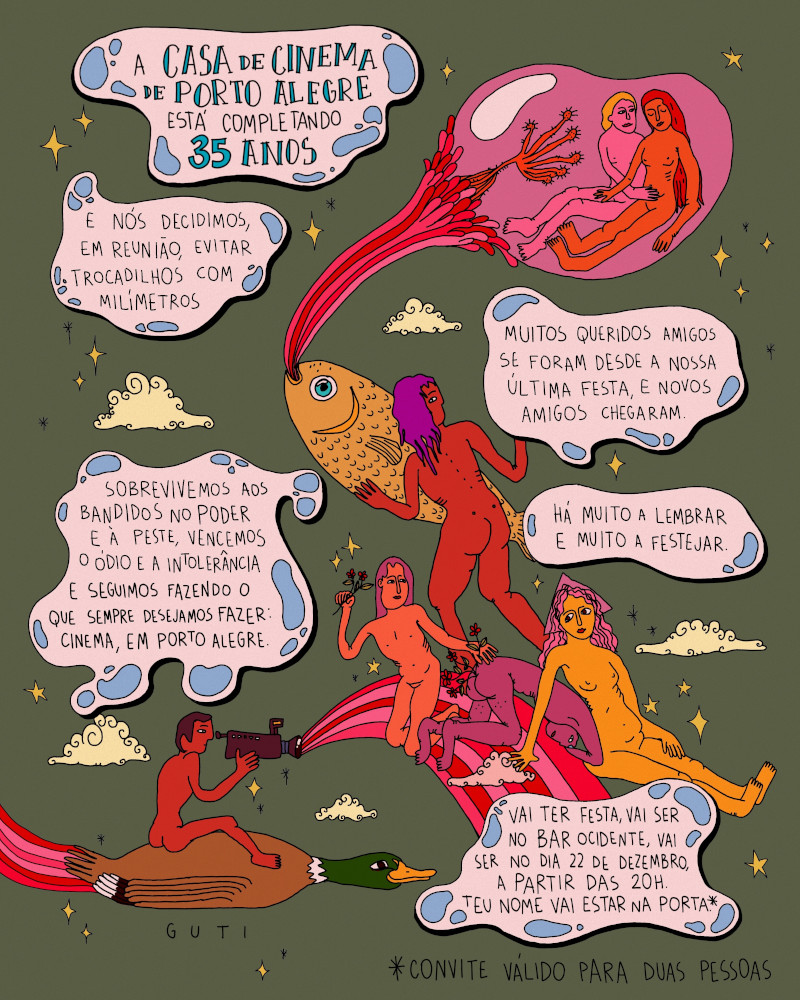 A CASA DE CINEMA
DE PORTO ALEGRE
ESTÁ COMPLETANDO
35 ANOS
E NÓS DECIDIMOS,
EM REUNIÃO, EVITAR
TROCADILHOS COM
MILÍMETROS
MUITOS QUERIDOS AMIGOS
SE FORAM DESDE A NOSSA
ÚLTIMA FESTA, E NOVOS
AMIGOS CHEGARAM.
SOBREVIVEMOS AOS
BANDIDOS NO PODER
E À PESTE, VENCEMOS
O ÓDIO E A INTOLERÂNCIA
E SEGUIMOS FAZENDO O
QUE SEMPRE DESEJAMOS FAZER:
CINEMA, EM PORTO ALEGRE.
HÁ MUITO A LEMBRAR
E MUITO A FESTEJAR.
VAI TER FESTA, VAI SER
NO BAR OCIDENTE, VAI
SER NO DIA 22 DE DEZEMBRO,
A PARTIR DAS 20H.
TEU NOME VAI ESTAR NA PORTA.*
GUTI
*CONVITE VÁLIDO PARA DUAS PESSOAS